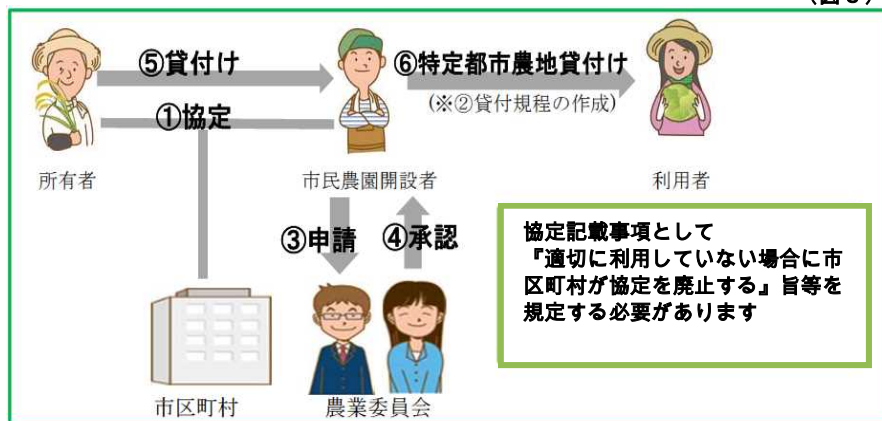 ⑤貸付け
⑥特定都市農地貸付け
(※②貸付規程の作成)
①協定
所有者
市民農園開設者
利用者
③申請
④承認
協定記載事項として
『適切に利用していない場合に市
区町村が協定を廃止する』旨等を
規定する必要があります
市区町村
農業委員会